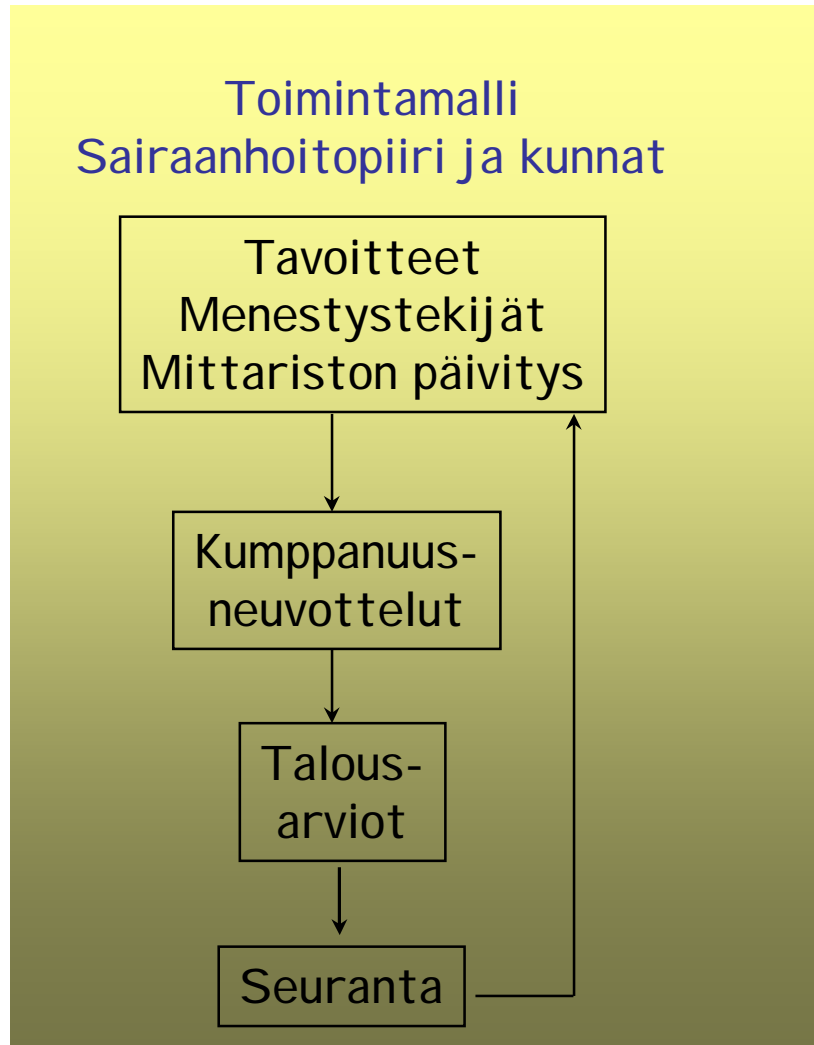 Toimintamalli
Sairaanhoitopiiri ja kunnat
Tavoitteet
Menestystekijät
Mittariston päivitys
Kumppanuus-
neuvottelut
Talous-
arviot
Seuranta